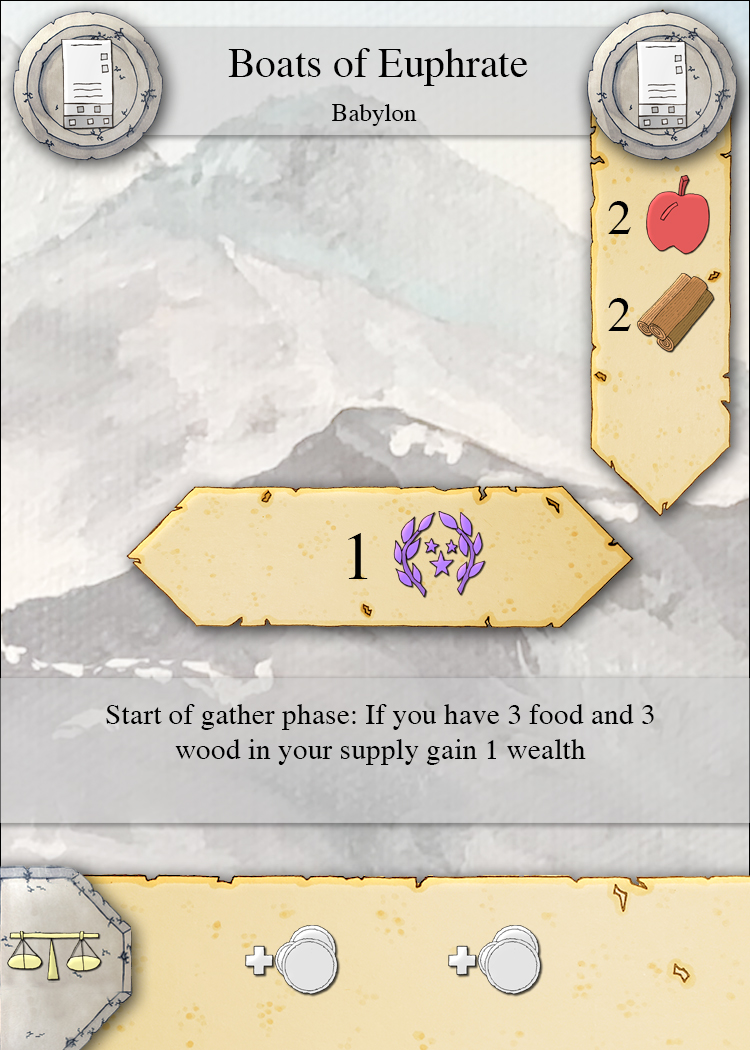 Boats of Euphrate
Babylon
2
2
1
Start of gather phase: If you have 3 food and 3
wood in your supply gain 1 wealth